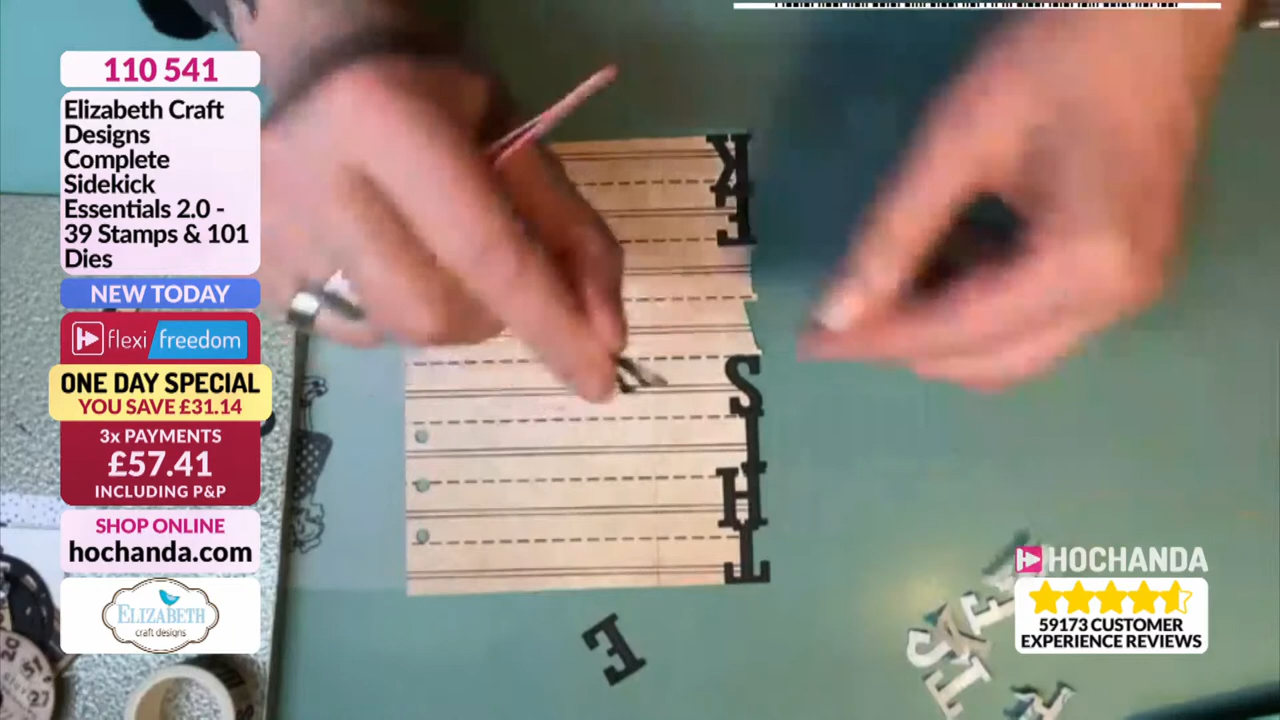 110 541
Elizabeth Craft
Designs
Complete
Sidekick
Essentials 2.0 -
39 Stamps & 101
Dies
NEW TODAY
flexi freedom
ONE DAY SPECIAL
YOU SAVE £31.14
3x PAYMENTS
£57.41
INCLUDING P&P
SHOP ONLINE
hochanda.com
ELIZABETH
craft designs
HOCHANDA
59173 CUSTOMER
EXPERIENCE REVIEWS
THIS
E